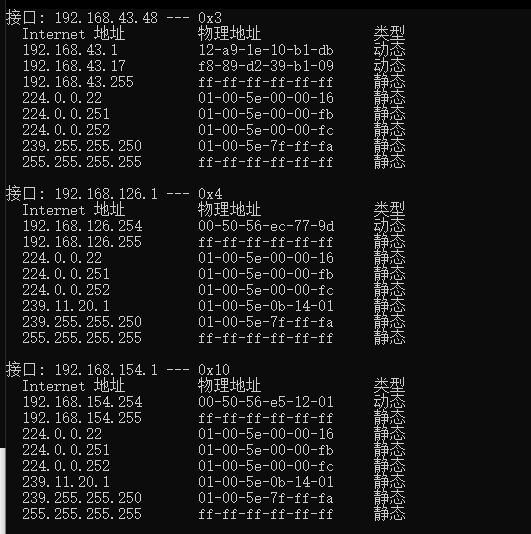 接口: 192.168.43.48 --- 0x3
Internet 地址 物理地址 类型
192.168.43.1 12-a9-1e-10-b1-db 动态
192.168.43.17 f8-89-d2-39-b1-09 动态
192.168.43.255 ff-ff-ff-ff-ff-ff 静态
224.0.0.22 01-00-5e-00-00-16 静态
224.0.0.251 01-00-5e-00-00-fb 静态
224.0.0.252 01-00-5e-00-00-fc 静态
239.255.255.250 01-00-5e-7f-ff-fa 静态
255.255.255.255 ff-ff-ff-ff-ff-ff 静态
接口: 192.168.126.1 --- 0x4
Internet 地址 物理地址 类型
192.168.126.254 00-50-56-ec-77-9d 动态
192.168.126.255 ff-ff-ff-ff-ff-ff 静态
224.0.0.22 01-00-5e-00-00-16 静态
224.0.0.251 01-00-5e-00-00-fb 静态
224.0.0.252 01-00-5e-00-00-fc 静态
239.11.20.1 01-00-5e-0b-14-01 静态
239.255.255.250 01-00-5e-7f-ff-fa 静态
255.255.255.255 ff-ff-ff-ff-ff-ff 静态
接口: 192.168.154.1 --- 0x10
Internet 地址 物理地址 类型
192.168.154.254 00-50-56-e5-12-01 动态
192.168.154.255 ff-ff-ff-ff-ff-ff 静态
224.0.0.22 01-00-5e-00-00-16 静态
224.0.0.251 01-00-5e-00-00-fb 静态
224.0.0.252 01-00-5e-00-00-fc 静态
239.11.20.1 01-00-5e-0b-14-01 静态
239.255.255.250 01-00-5e-7f-ff-fa 静态
255.255.255.255 ff-ff-ff-ff-ff-ff 静态